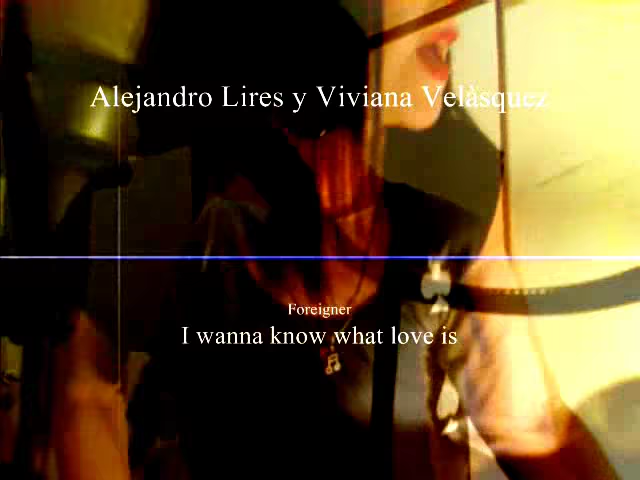 Alejandro Lires y Viviana Velàsquez
Foreigner
I wanna know what love is